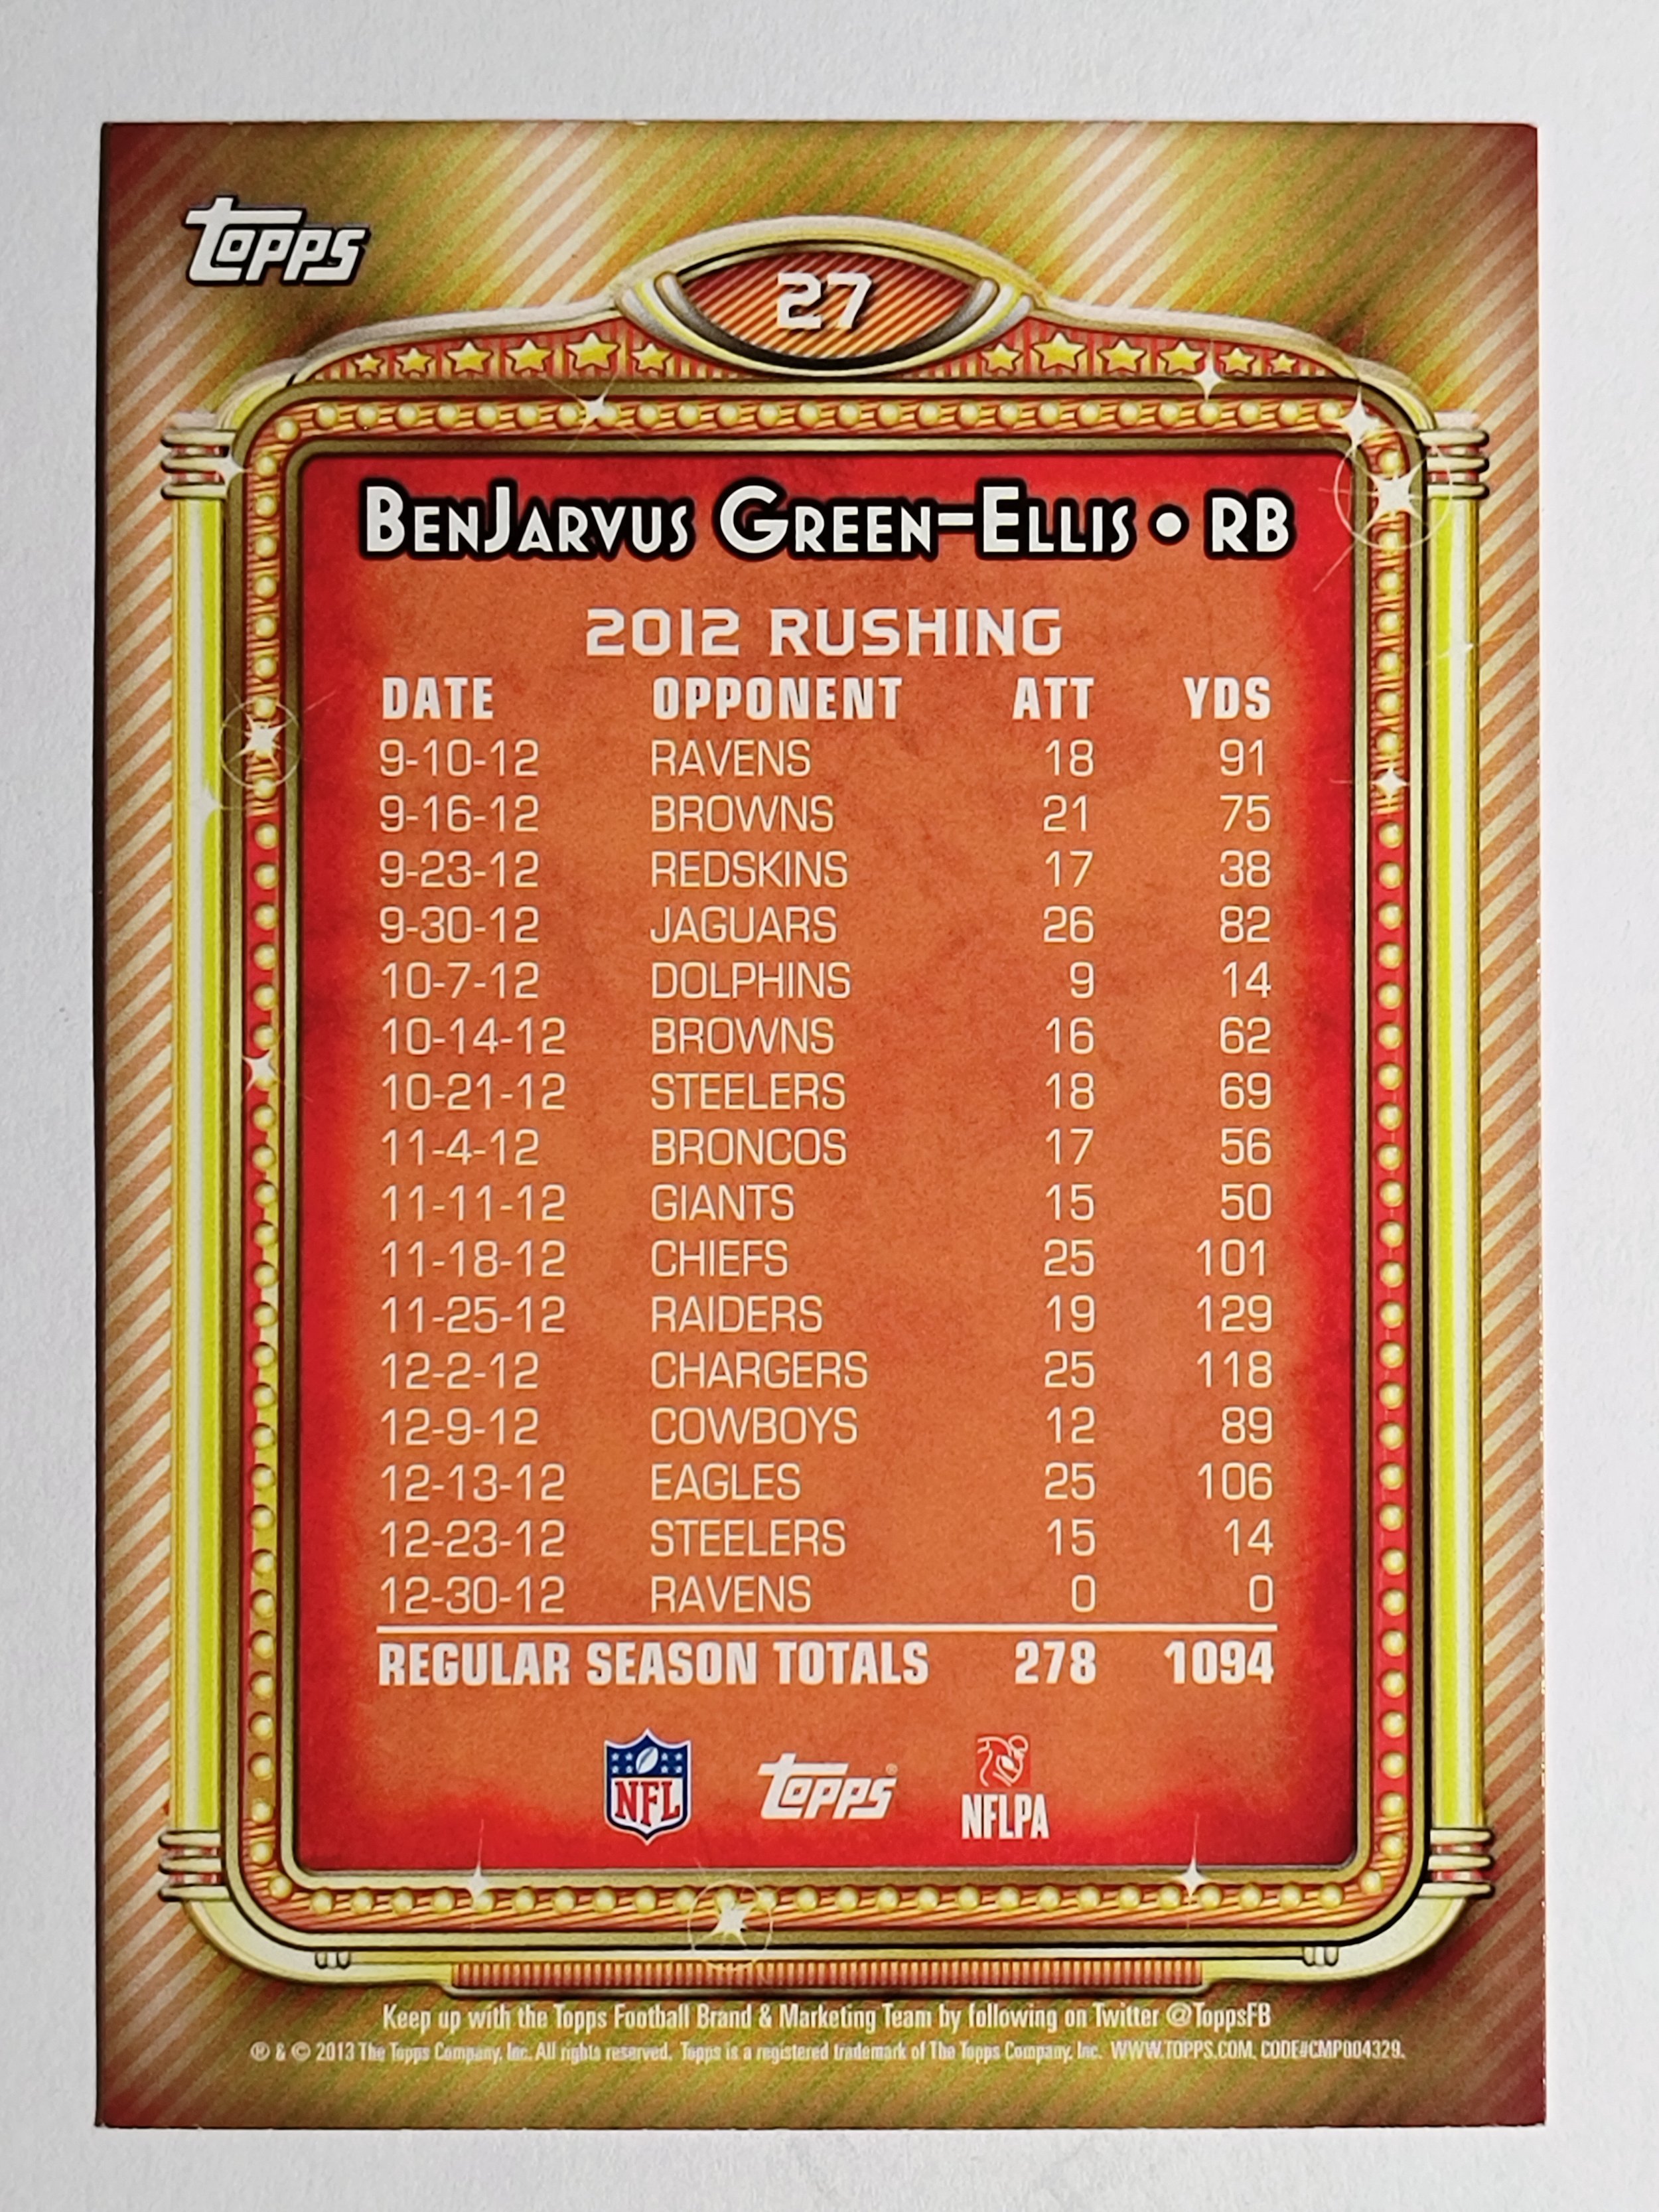 Topps
27
BenJarvus Green-Ellis • RB
2012 RUSHING
DATE OPPONENT ATT YDS
9-10-12 RAVENS 18 91
9-16-12 BROWNS 21 75
9-23-12 REDSKINS 17 38
9-30-12 JAGUARS 26 82
10-7-12 DOLPHINS 9 14
10-14-12 BROWNS 16 62
10-21-12 STEELERS 18 69
11-4-12 BRONCOS 17 56
11-11-12 GIANTS 15 50
11-18-12 CHIEFS 25 101
11-25-12 RAIDERS 19 129
12-2-12 CHARGERS 25 118
12-9-12 COWBOYS 12 89
12-13-12 EAGLES 25 106
12-23-12 STEELERS 15 14
12-30-12 RAVENS 0 0
REGULAR SEASON TOTALS 278 1094
NFL Topps® NFLPA
Keep up with the Topps Football Brand & Marketing Team by following on Twitter @ToppsFB
® & © 2013 The Topps Company, Inc. All rights reserved. Topps is a registered trademark of The Topps Company, Inc. WWW.TOPPS.COM. CODE#CMP004329.